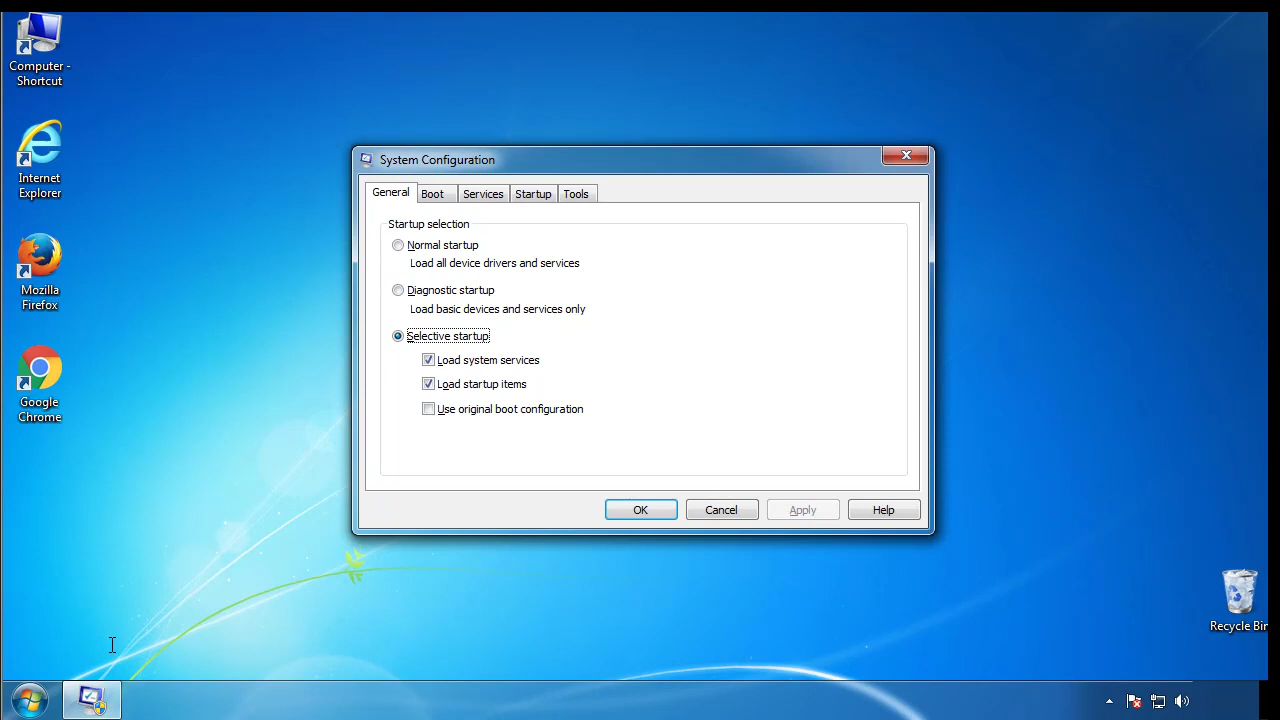 Computer -
Shortcut
Internet
Explorer
Mozilla
Firefox
Google
Chrome
System Configuration
General Boot Services Startup Tools
Startup selection
Normal startup
Load all device drivers and services
Diagnostic startup
Load basic devices and services only
Selective startup
Load system services
Load startup items
Use original boot configuration
OK Cancel Apply Help
Recycle Bin